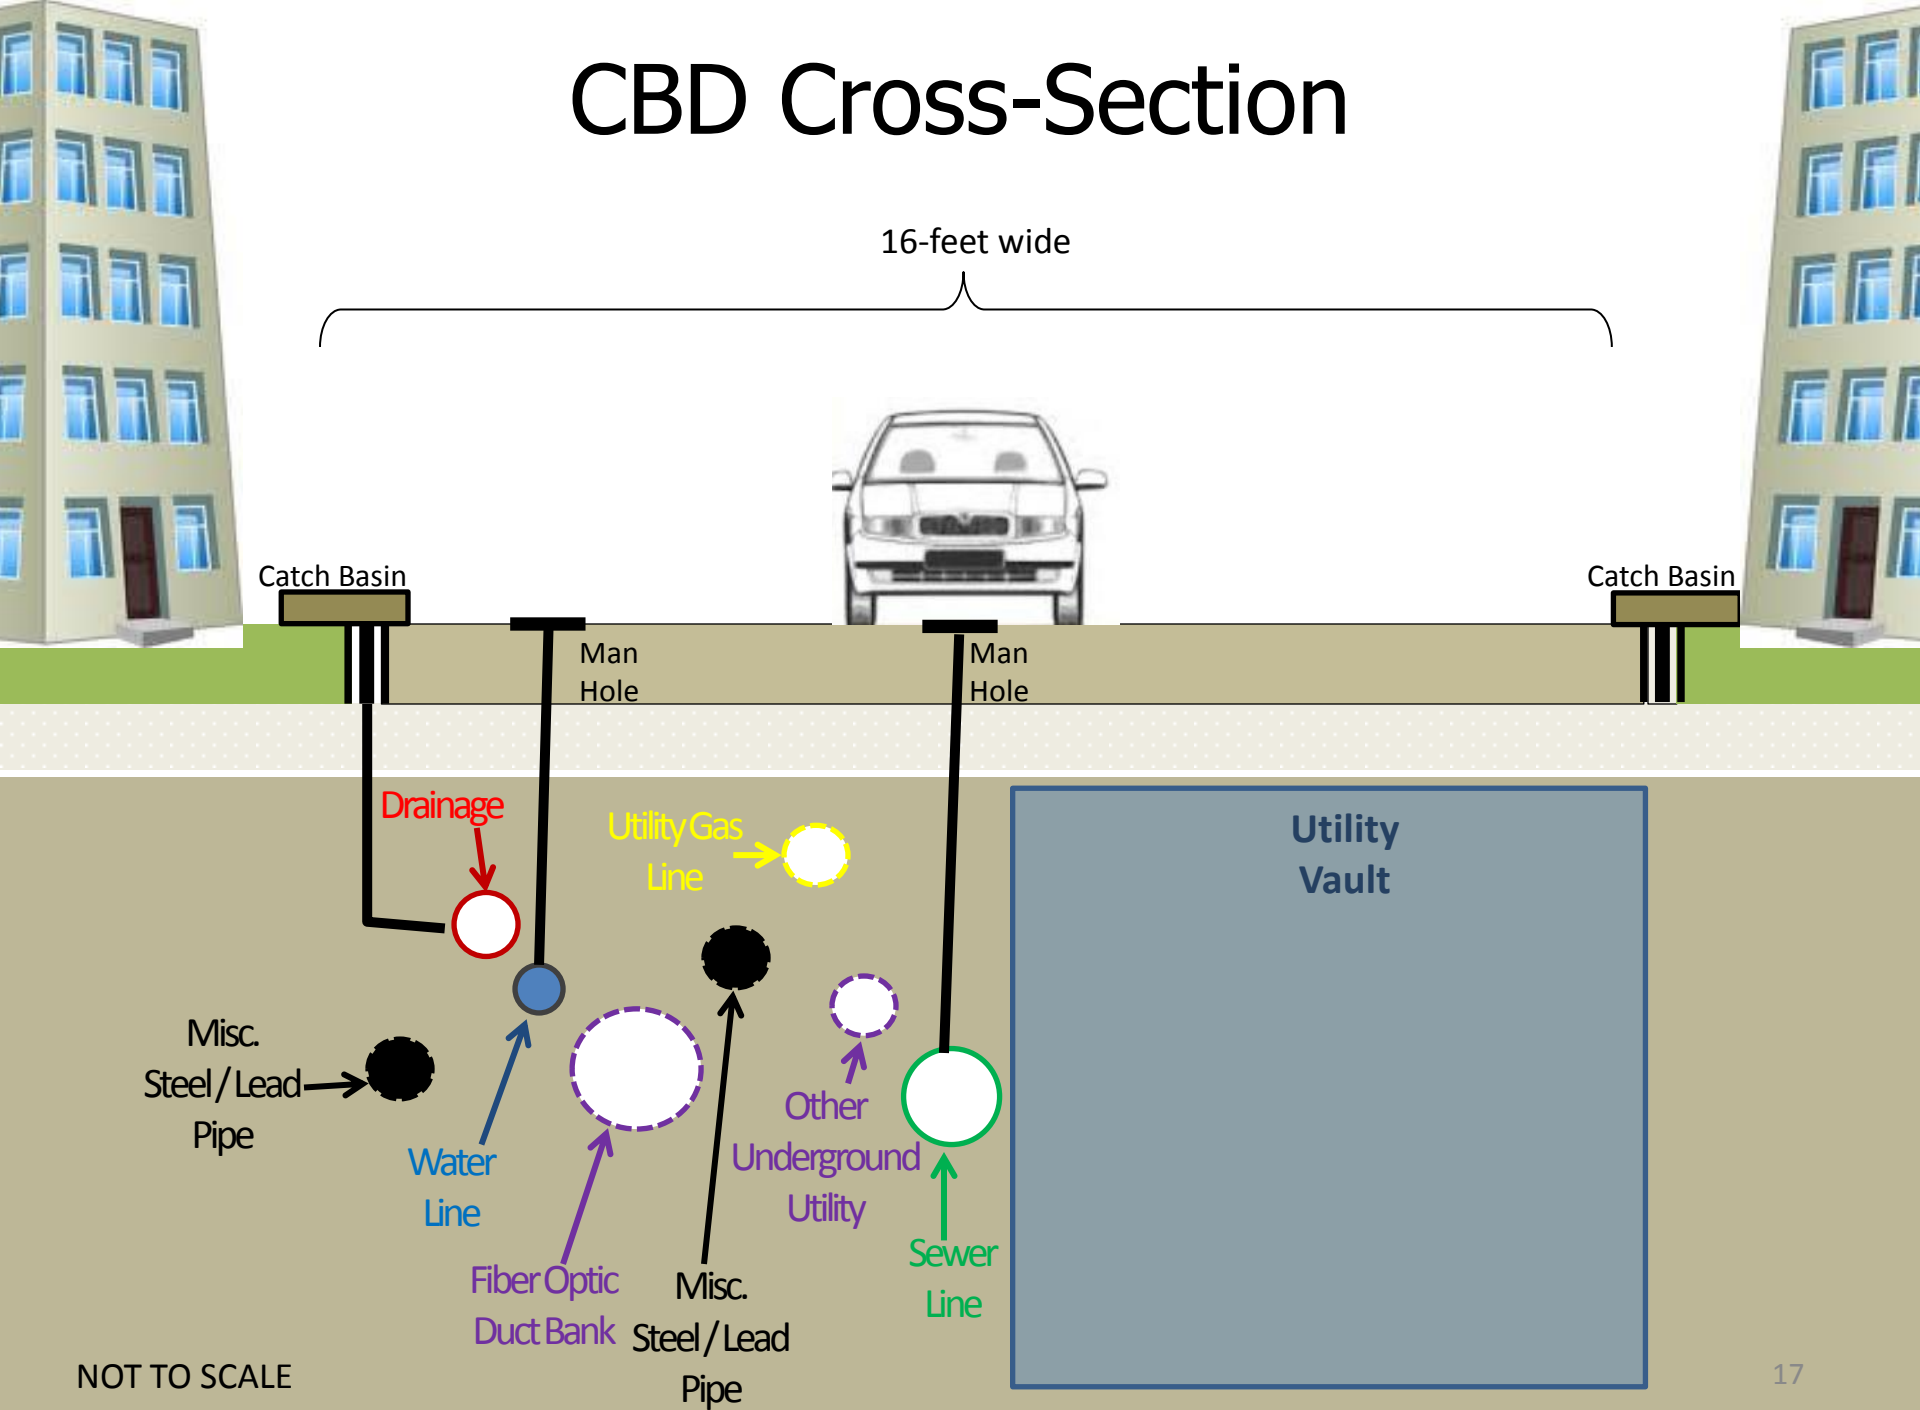 CBD Cross-Section
16-feet wide
Catch Basin
Catch Basin
Man
Hole
Man
Hole
Drainage
Utility Gas
Line
Utility
Vault
Misc.
Steel / Lead
Pipe
Water
Line
Other
Underground
Utility
Fiber Optic
Duct Bank
Misc.
Steel / Lead
Pipe
Sewer
Line
NOT TO SCALE
17